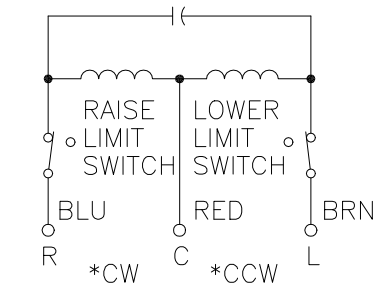 RAISE LOWER
LIMIT LIMIT
SWITCH SWITCH
BLU RED BRN
R C L
*CW *CCW